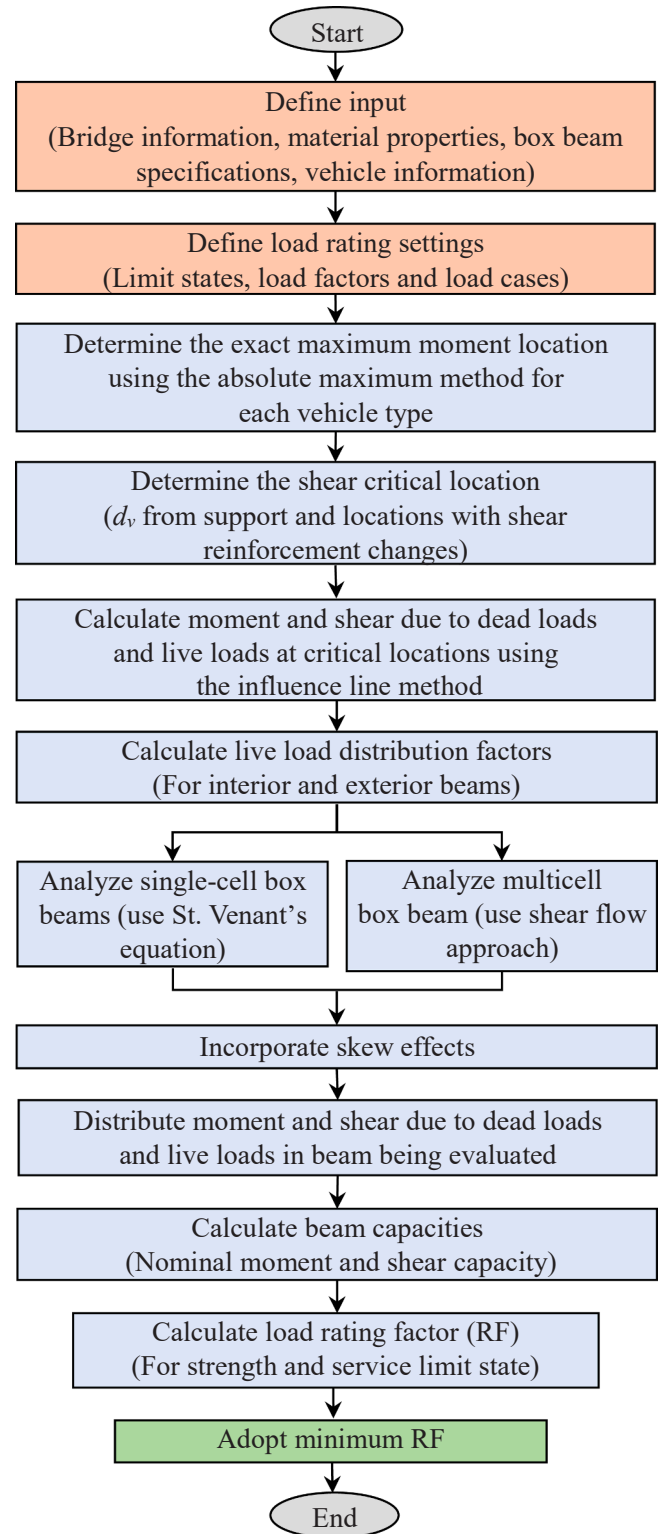 Start
Define input
(Bridge information, material properties, box beam
specifications, vehicle information)
Define load rating settings
(Limit states, load factors and load cases)
Determine the exact maximum moment location
using the absolute maximum method for
each vehicle type
Determine the shear critical location
(dv from support and locations with shear
reinforcement changes)
Calculate moment and shear due to dead loads
and live loads at critical locations using
the influence line method
Calculate live load distribution factors
(For interior and exterior beams)
Analyze single-cell box
beams (use St. Venant’s
equation)
Analyze multicell
box beam (use shear flow
approach)
Incorporate skew effects
Distribute moment and shear due to dead loads
and live loads in beam being evaluated
Calculate beam capacities
(Nominal moment and shear capacity)
Calculate load rating factor (RF)
(For strength and service limit state)
Adopt minimum RF
End